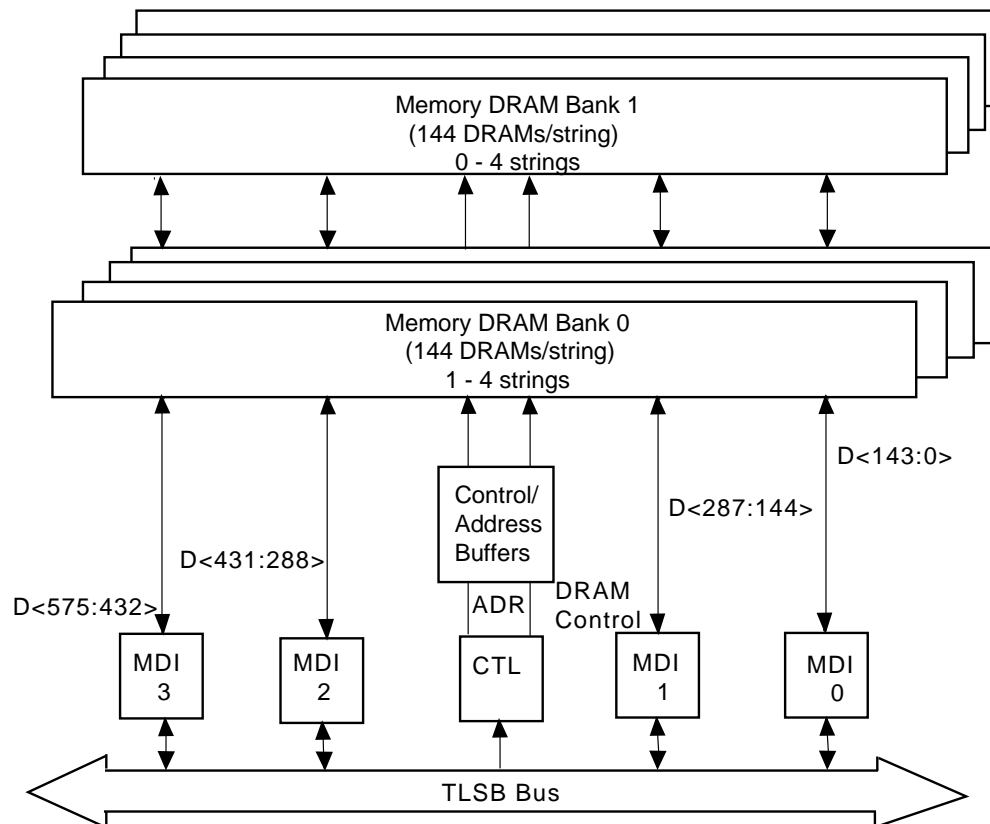 Memory DRAM Bank 1
(144 DRAMs/string)
0 - 4 strings
Memory DRAM Bank 0
(144 DRAMs/string)
1 - 4 strings
D<143:0>
Control/
Address
Buffers
D<287:144>
D<431:288>
D<575:432>
ADR
DRAM
Control
MDI
3
MDI
2
CTL
MDI
1
MDI
0
TLSB Bus